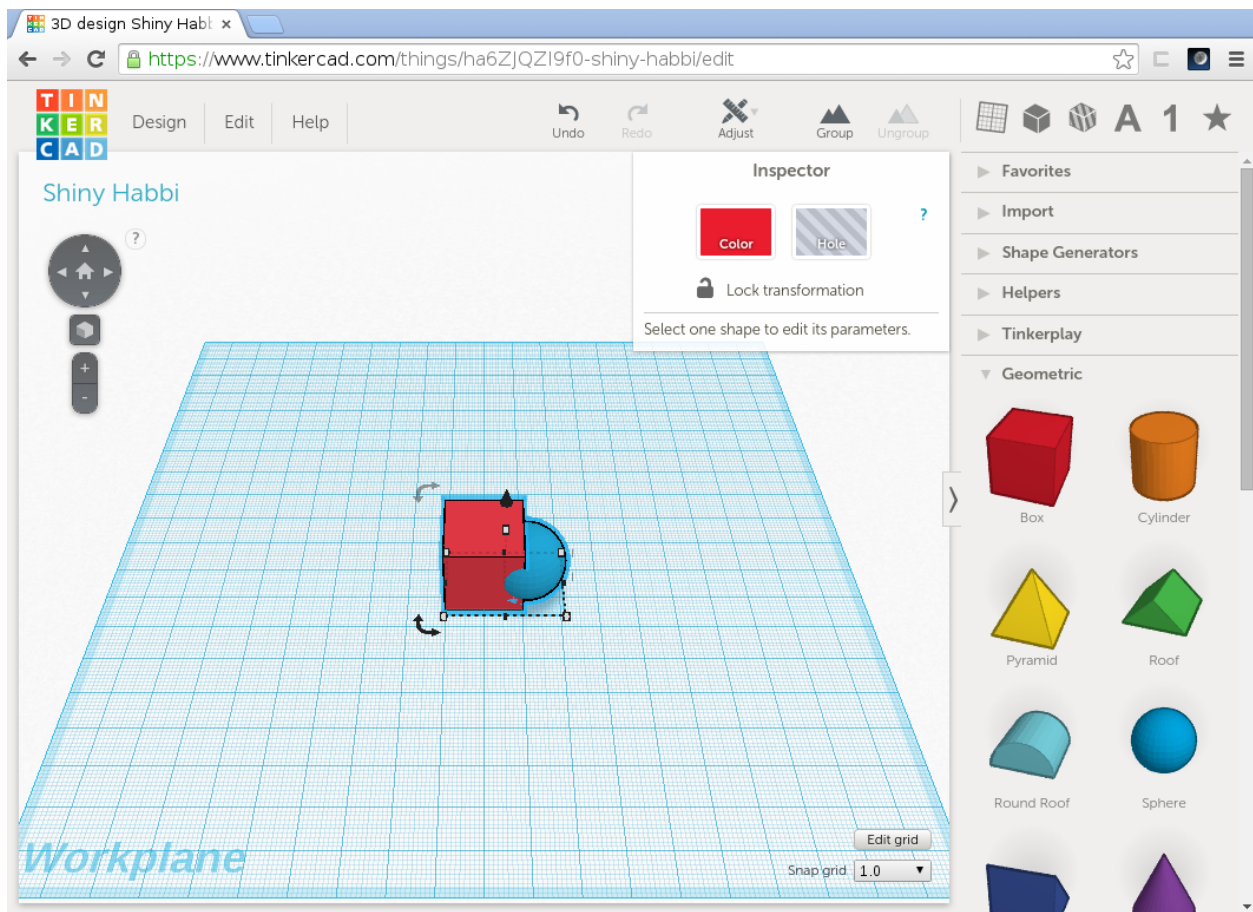 3D design Shiny Habb
https://www.tinkercad.com/things/ha6ZJQZI9f0-shiny-habbi/edit
TIN
KER
CAD
Design
Edit
Help
Undo
Redo
Adjust
Group
Ungroup
A
1
Shiny Habbi
?
+
-
Inspector
Color
Hole
?
Lock transformation
Select one shape to edit its parameters.
Favorites
Import
Shape Generators
Helpers
Tinkerplay
Geometric
Box
Cylinder
Pyramid
Roof
Round Roof
Sphere
Workplane
Edit grid
Snap grid 1.0